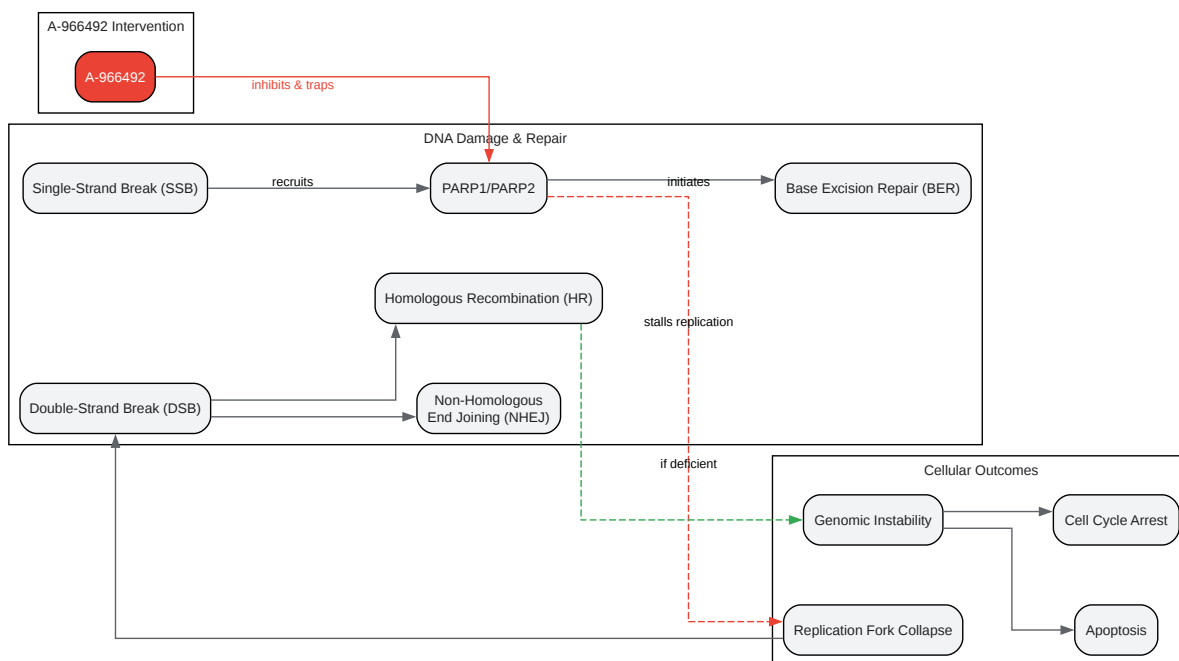 A-966492 Intervention
A-966492
inhibits & traps
DNA Damage & Repair
Single-Strand Break (SSB)
recruits
PARP1/PARP2
initiates
Base Excision Repair (BER)
Homologous Recombination (HR)
stalls replication
Double-Strand Break (DSB)
Non-Homologous
End Joining (NHEJ)
if deficient
Cellular Outcomes
Genomic Instability
Cell Cycle Arrest
Replication Fork Collapse
Apoptosis